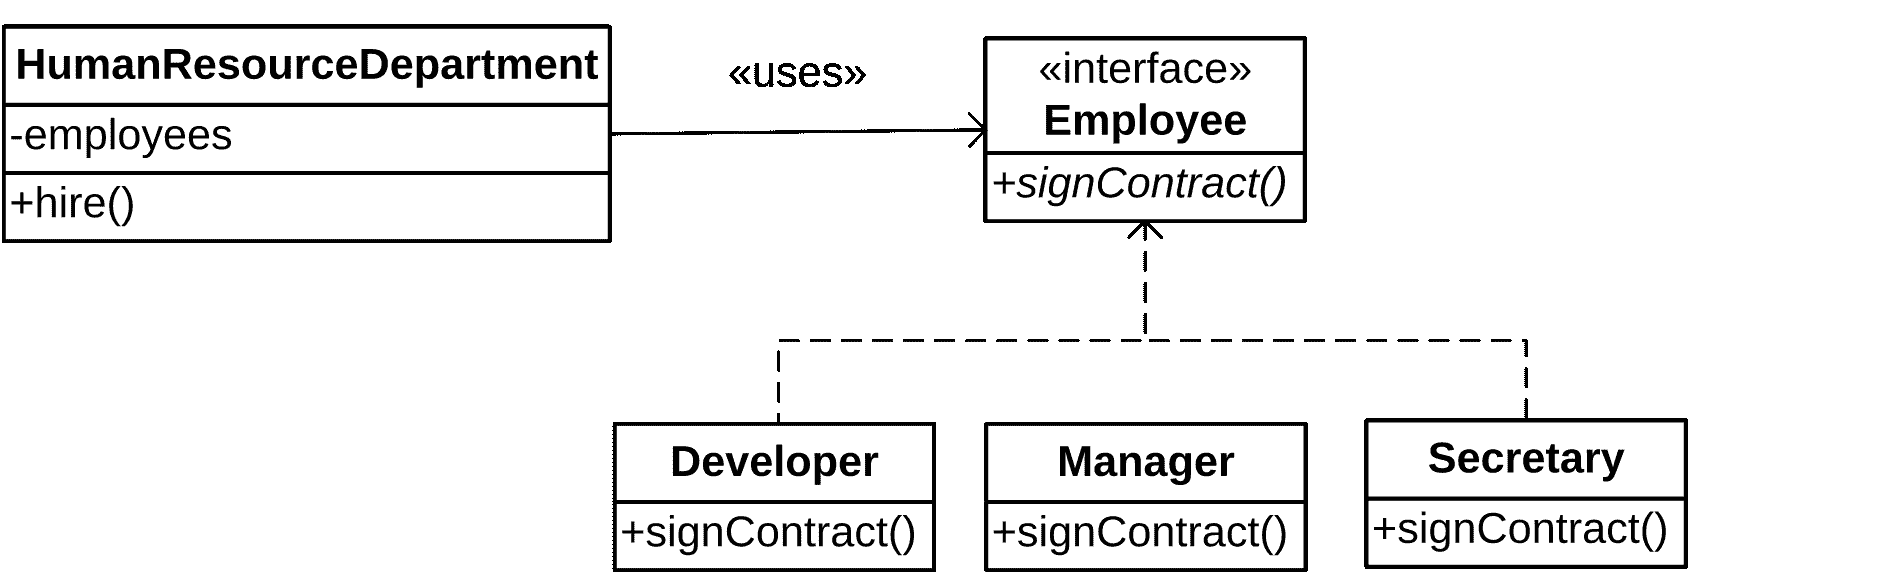 HumanResourceDepartment
-employees
+hire()
«uses»
«interface»
Employee
+signContract()
Developer
+signContract()
Manager
+signContract()
Secretary
+signContract()